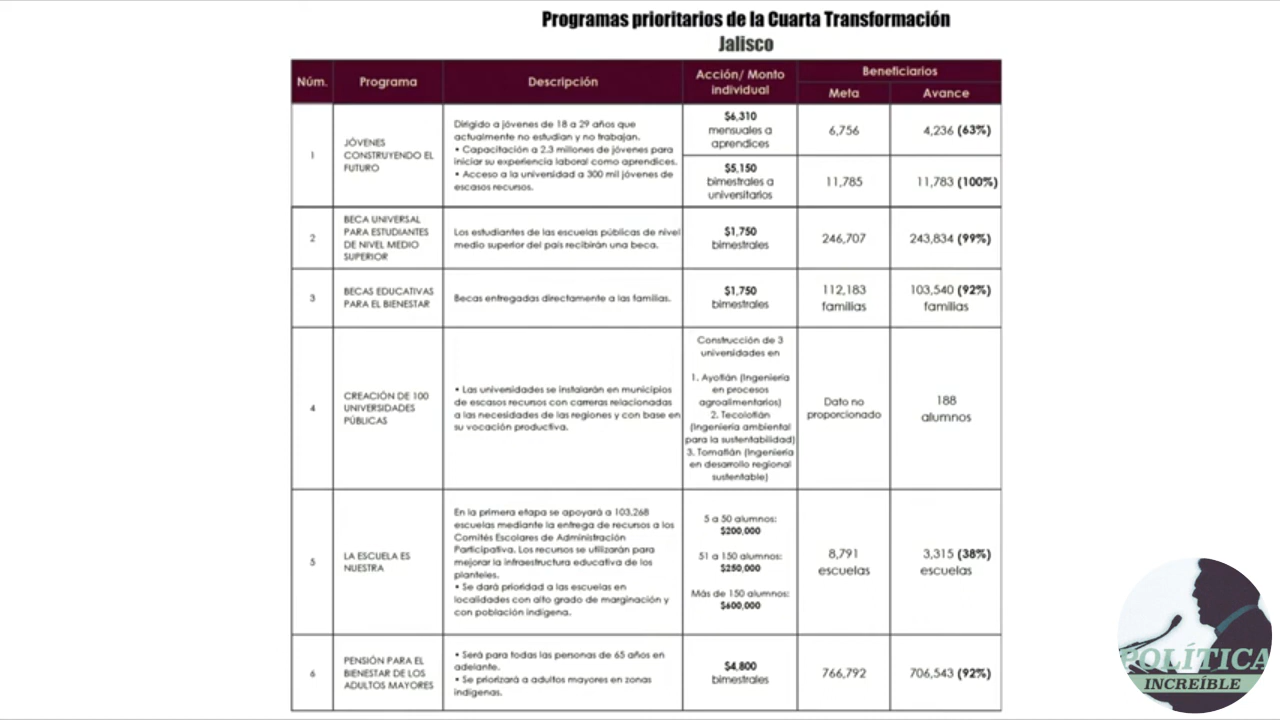 Programas prioritarios de la Cuarta Transformación
Jalisco
Núm.
Programa
Descripción
Acción/ Monto
individual
Beneficiarios
Meta
Avance
1
JÓVENES
CONSTRUYENDO EL
FUTURO
Dirigido a jóvenes de 18 a 29 años que
actualmente no estudian y no trabajan.
• Capacitación a 2.3 millones de jóvenes para
iniciar su experiencia laboral como aprendices.
• Acceso a la universidad a 300 mil jóvenes de
escasos recursos.
$6,310
mensuales a
aprendices
6,756
4,236 (63%)
$5,150
bimestrales a
universitarios
11,785
11,783 (100%)
2
BECA UNIVERSAL
PARA ESTUDIANTES
DE NIVEL MEDIO
SUPERIOR
Los estudiantes de las escuelas públicas de nivel
medio superior del país recibirán una beca.
$1,750
bimestrales
246,707
243,834 (99%)
3
BECAS EDUCATIVAS
PARA EL BIENESTAR
Becas entregadas directamente a las familias.
$1,750
bimestrales
112,183
familias
103,540 (92%)
familias
4
CREACIÓN DE 100
UNIVERSIDADES
PÚBLICAS
• Las universidades se instalarán en municipios
de escasos recursos con carreras relacionadas
a las necesidades de las regiones y con base en
su vocación productiva.
Construcción de 3
universidades en
1. Ayotlán (Ingeniería
en procesos
agroalimentarios)
2. Tecolotlán
(Ingeniería ambiental
para la sustentabilidad)
3. Tomatlán (Ingeniería
en desarrollo regional
sustentable)
Dato no
proporcionado
188
alumnos
5
LA ESCUELA ES
NUESTRA
En la primera etapa se apoyará a 103,268
escuelas mediante la entrega de recursos a los
Comités Escolares de Administración
Participativa. Los recursos se utilizarán para
mejorar la infraestructura educativa de los
planteles.
• Se dará prioridad a las escuelas en
localidades con alto grado de marginación y
con población indígena.
5 a 50 alumnos:
$200,000
51 a 150 alumnos:
$250,000
Más de 150 alumnos:
$600,000
8,791
escuelas
3,315 (38%)
escuelas
6
PENSIÓN PARA EL
BIENESTAR DE LOS
ADULTOS MAYORES
• Será para todas las personas de 65 años en
adelante.
• Se priorizará a adultos mayores en zonas
indígenas.
$4,800
bimestrales
766,792
706,543 (92%)
POLÍTICA
INCREÍBLE